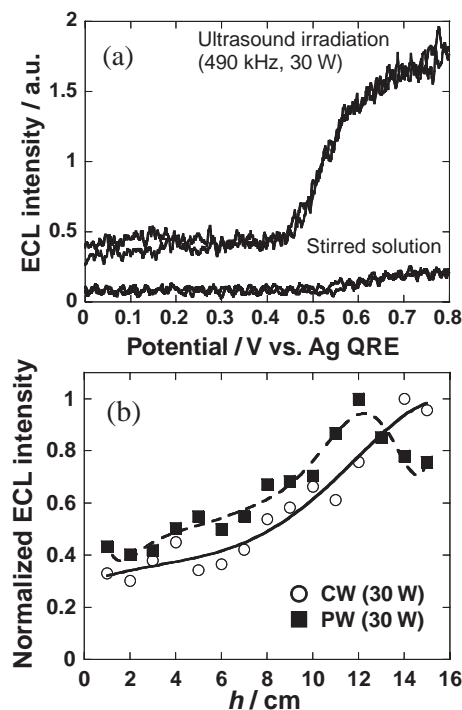 (a)
Ultrasound irradiation
(490 kHz, 30 W)
Stirred solution
ECL intensity / a.u.
2
1.5
1
0.5
0
0 0.1 0.2 0.3 0.4 0.5 0.6 0.7 0.8
Potential / V vs. Ag QRE
(b)
Normalized ECL intensity
1
0.8
0.6
0.4
0.2
0
CW (30 W)
PW (30 W)
0 2 4 6 8 10 12 14 16
h / cm